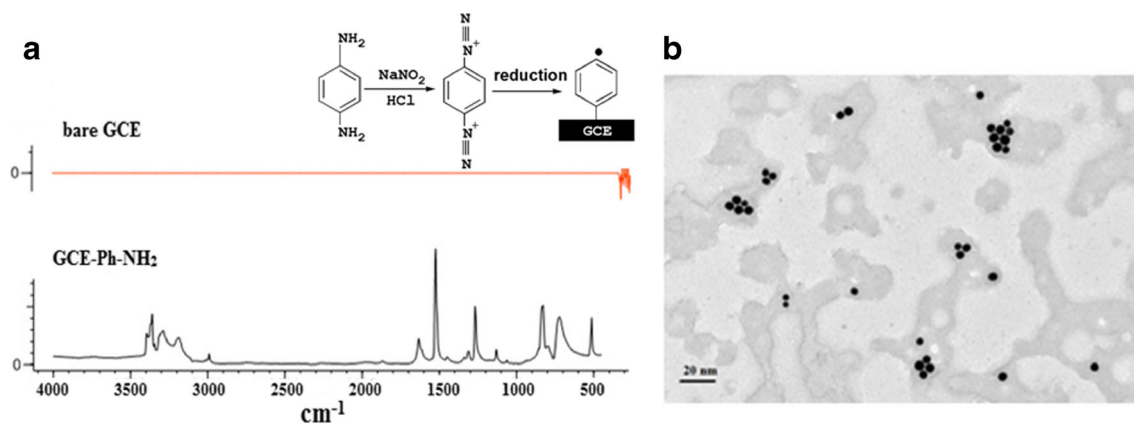 a
b
NH₂
NH₂
NaNO₂
HCl
N
N⁺
N⁺
N
reduction
GCE
bare GCE
0
GCE-Ph-NH₂
0
4000 3500 3000 2500 2000 1500 1000 500
cm⁻¹
20 nm